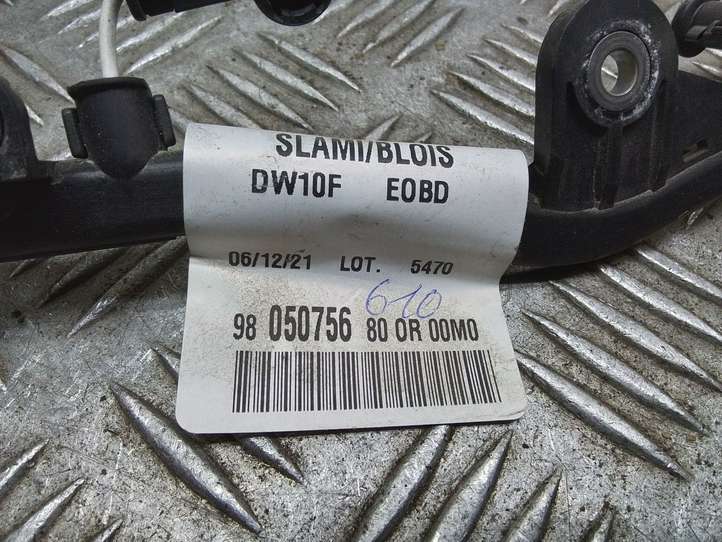 SLAMI/BLOIS
DW10F EOBD
06/12/21 LOT. 5470
610
98 050756 80 OR 00M0